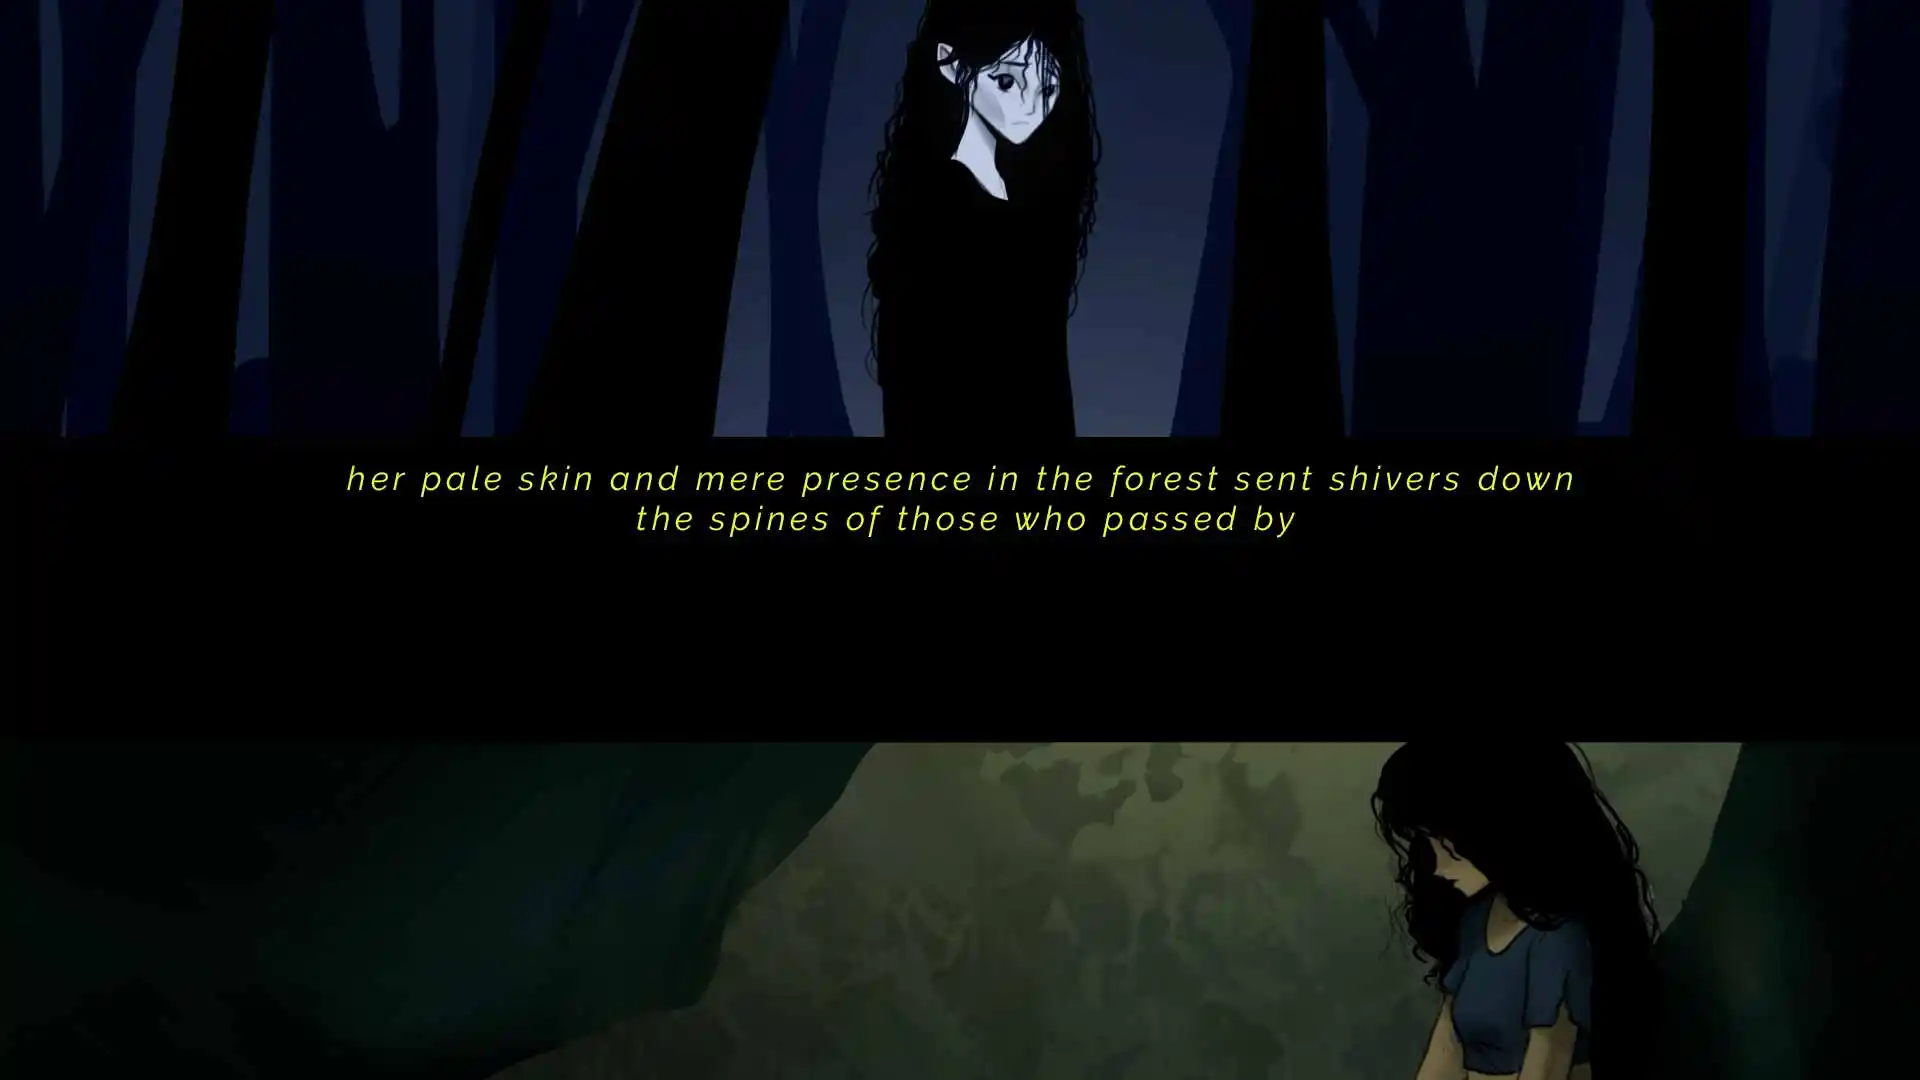 her pale skin and mere presence in the forest sent shivers down
the spines of those who passed by